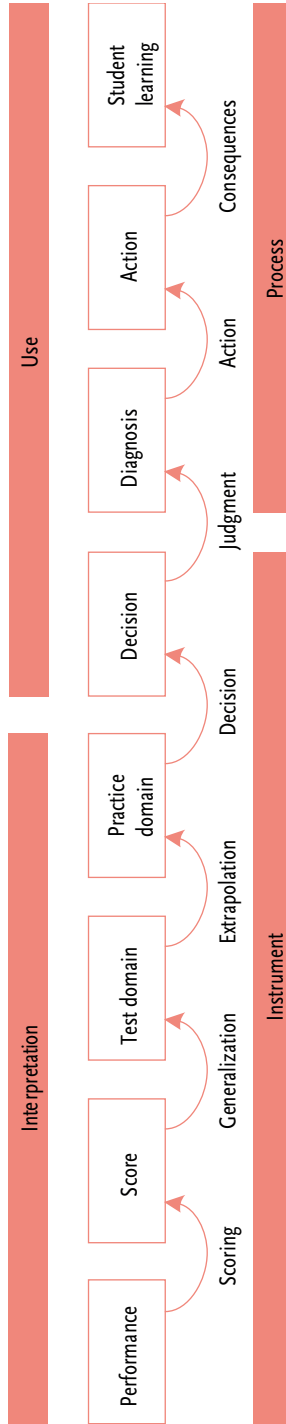 Interpretation
Use
Performance
Score
Test domain
Practice
domain
Decision
Diagnosis
Action
Student
learning
Scoring
Generalization
Extrapolation
Decision
Judgment
Action
Consequences
Instrument
Process